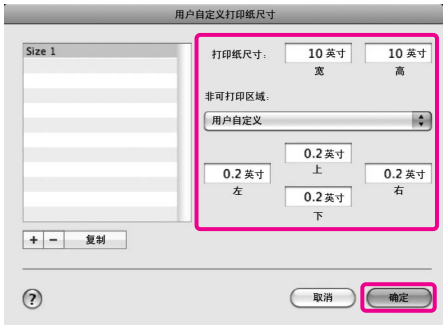 用户自定义打印纸尺寸
Size 1
打印纸尺寸:
10 英寸
10 英寸
宽
高
非可打印区域:
用户自定义
0.2 英寸
上
0.2 英寸
左
0.2 英寸
右
0.2 英寸
下
+
−
复制
?
取消
确定